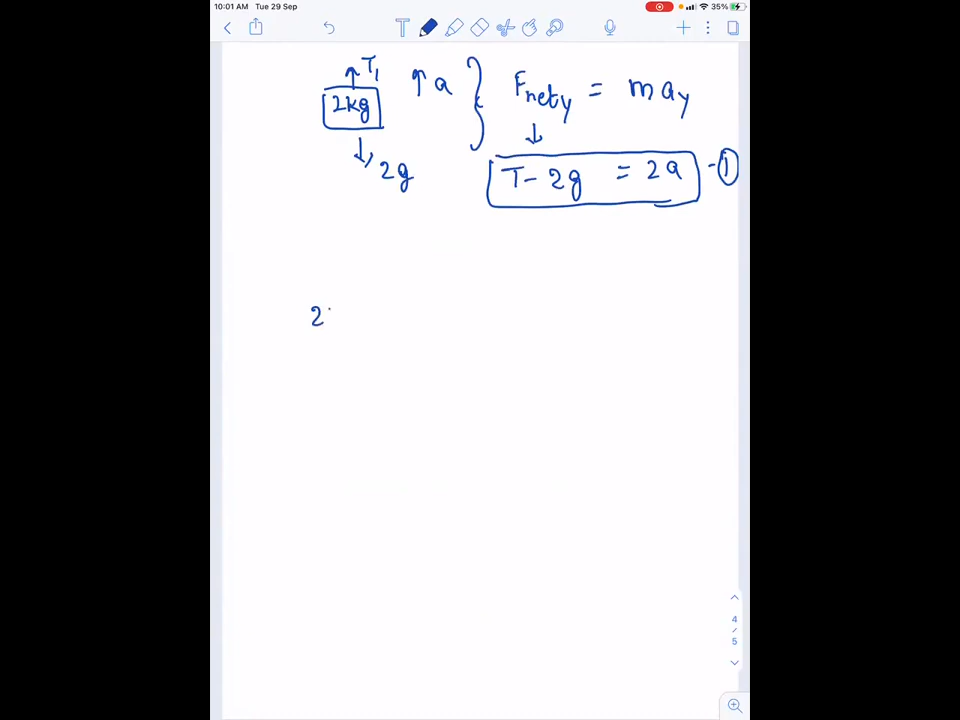 10:01 AM Tue 29 Sep 35%
T
T1
2kg ↑a } Fnety = may
2g T - 2g = 2a -①
2
4
/
5